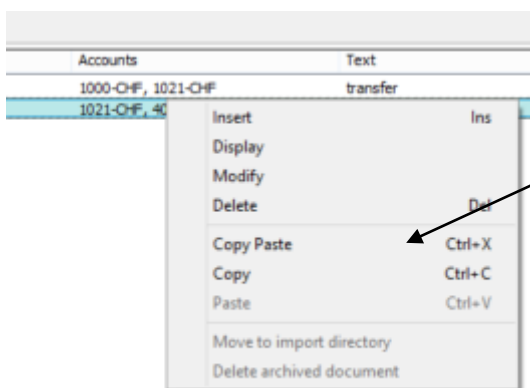 Accounts Text
1000-CHF, 1021-CHF transfer
1021-CHF, 40
Insert Ins
Display
Modify
Delete Del
Copy Paste Ctrl+X
Copy Ctrl+C
Paste Ctrl+V
Move to import directory
Delete archived document